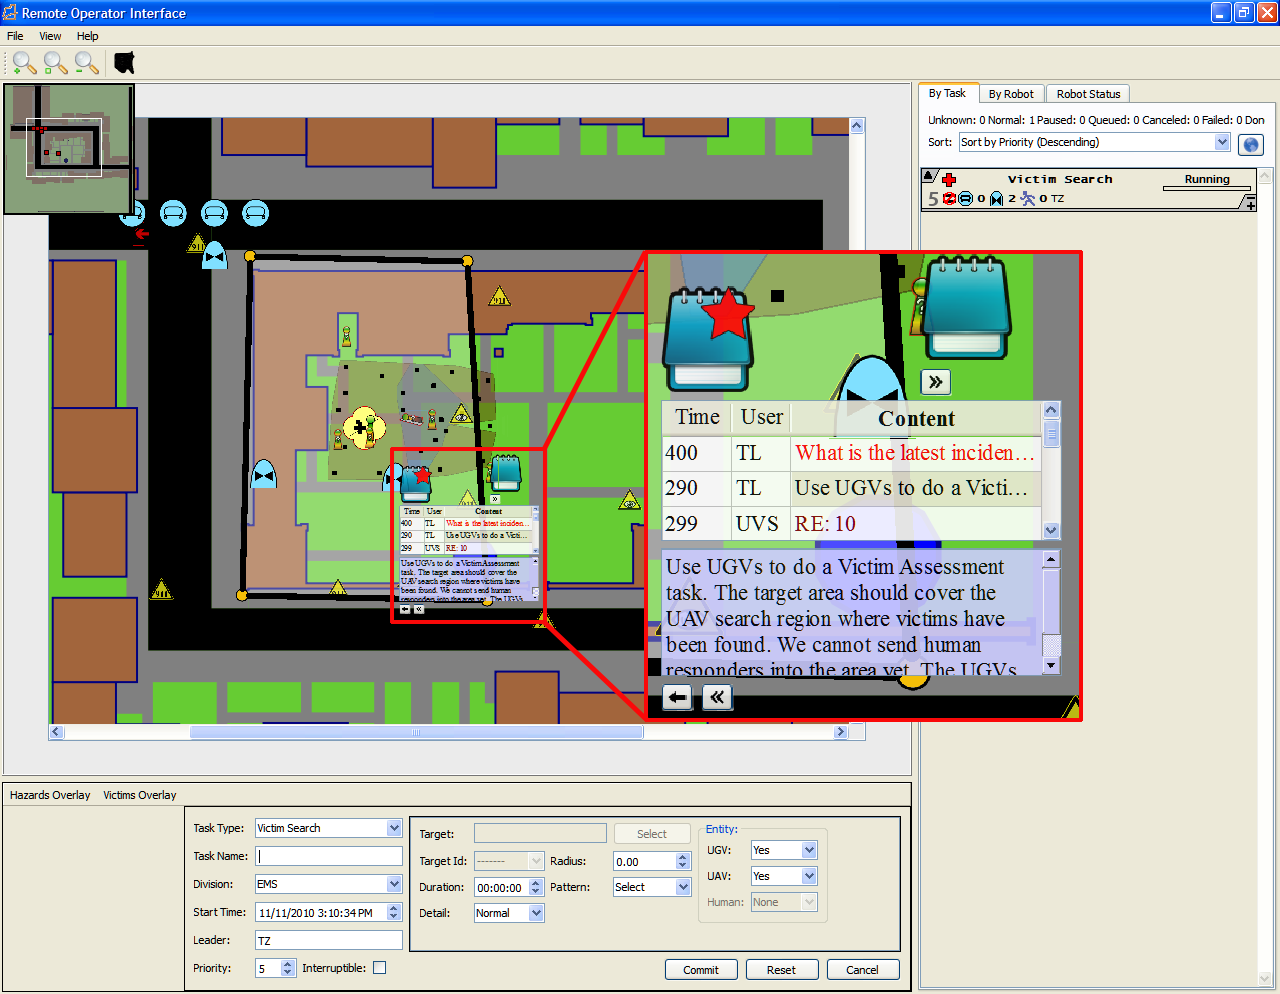 Remote Operator Interface
File View Help
By Task By Robot Robot Status
Unknown: 0 Normal: 1 Paused: 0 Queued: 0 Canceled: 0 Failed: 0 Don
Sort: Sort by Priority (Descending)
Victim Search Running
5 0 2 0 TZ
911
911
Time User Content
400 TL What is the latest inciden...
290 TL Use UGVs to do a Victi...
299 UVS RE: 10
Use UGVs to do a Victim Assessment
task. The target area should cover the
UAV search region where victims have
been found. We cannot send human
responders into the area yet. The UGVs
Time User Content
400 TL What is the latest inciden...
290 TL Use UGVs to do a Victi...
299 UVS RE: 10
Use UGVs to do a Victim Assessment
task. The target area should cover the
UAV search region where victims have
been found. We cannot send human
responders into the area yet. The UGVs
Hazards Overlay Victims Overlay
Task Type: Victim Search
Task Name:
Division: EMS
Start Time: 11/11/2010 3:10:34 PM
Leader: TZ
Priority: 5 Interruptible:
Target: Select
Target Id: ------- Radius: 0.00
Duration: 00:00:00 Pattern: Select
Detail: Normal
Entity:
UGV: Yes
UAV: Yes
Human: None
Commit Reset Cancel